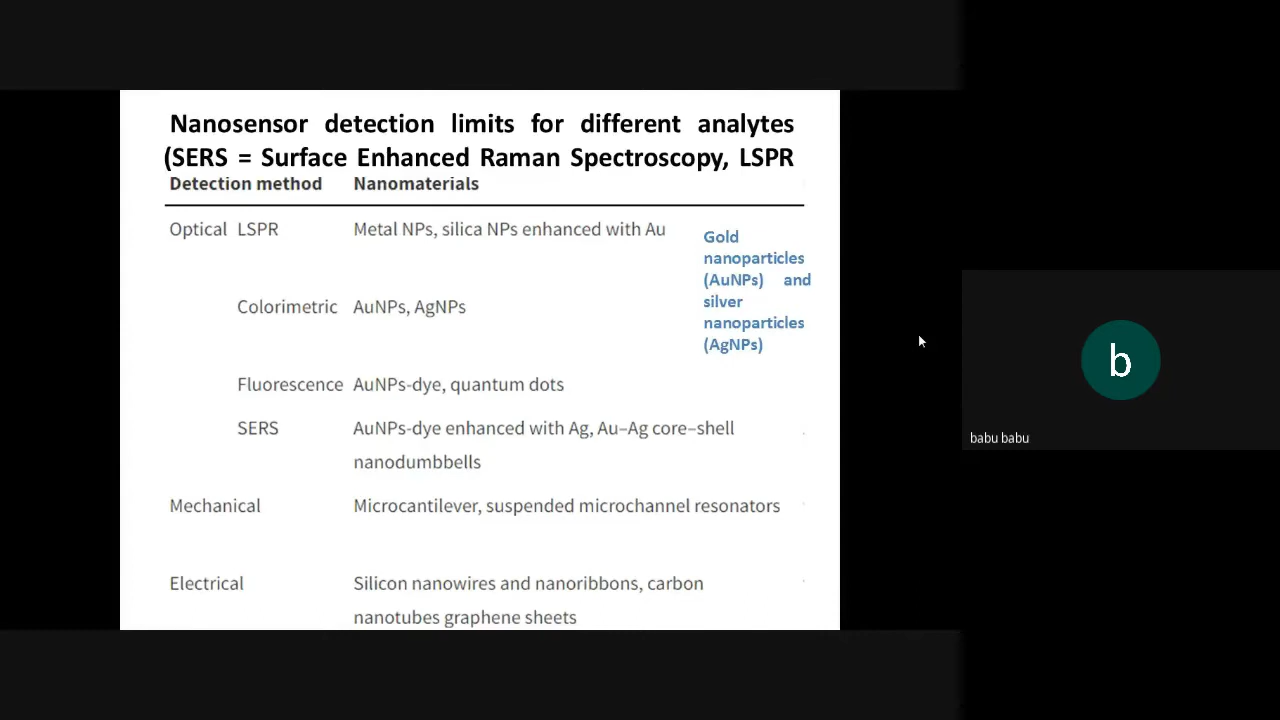 Nanosensor detection limits for different analytes
(SERS = Surface Enhanced Raman Spectroscopy, LSPR
Detection method Nanomaterials
Optical LSPR Metal NPs, silica NPs enhanced with Au
Gold
nanoparticles
(AuNPs) and
silver
nanoparticles
(AgNPs)
Colorimetric AuNPs, AgNPs
Fluorescence AuNPs-dye, quantum dots
SERS AuNPs-dye enhanced with Ag, Au–Ag core–shell
nanodumbbells
Mechanical Microcantilever, suspended microchannel resonators
Electrical Silicon nanowires and nanoribbons, carbon
nanotubes graphene sheets
b
babu babu